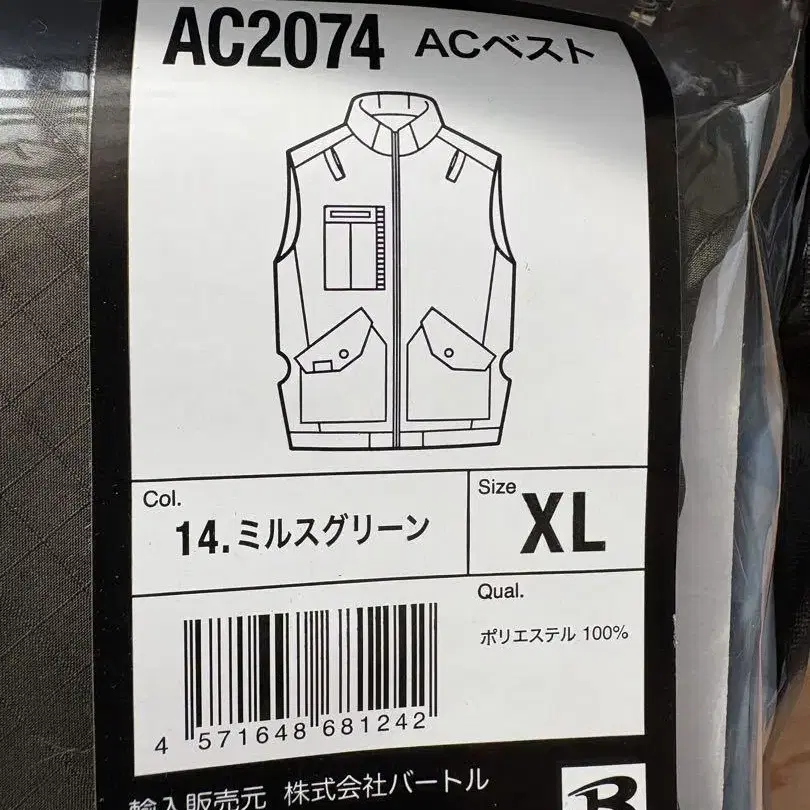 AC2074 ACベスト
Col.
14.ミルスグリーン
Size
XL
Qual.
ポリエステル 100%
4 571648 681242
輸入販売元 株式会社バートル
B